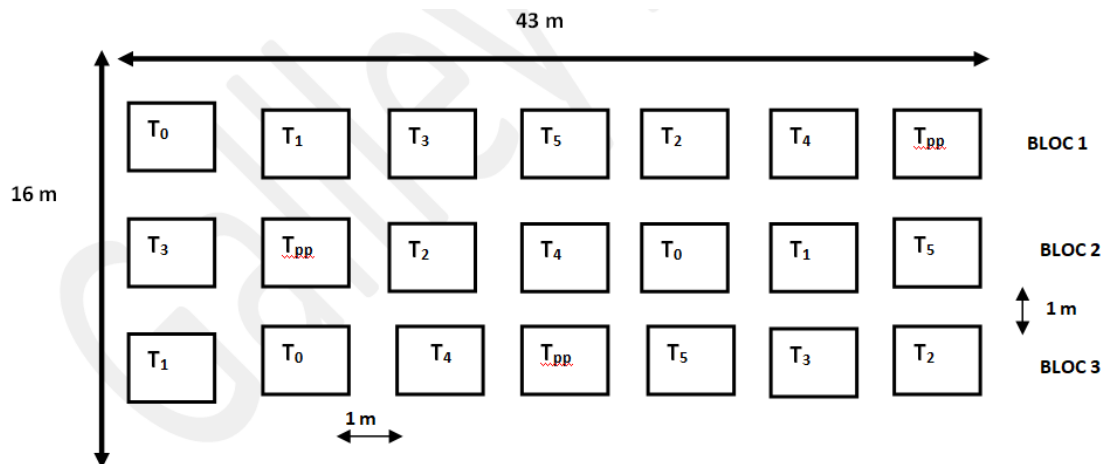 43 m
T₀ T₁ T₃ T₅ T₂ T₄ Tpp BLOC 1
16 m
T₃ Tpp T₂ T₄ T₀ T₁ T₅ BLOC 2
1 m
T₁ T₀ T₄ Tpp T₅ T₃ T₂ BLOC 3
1 m
Galley